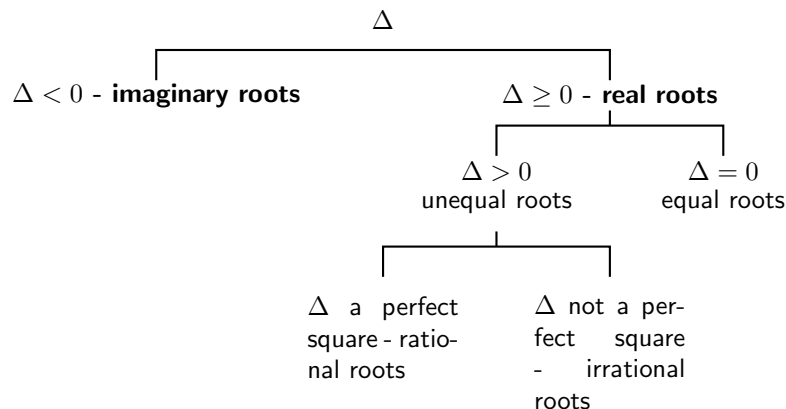 Δ
Δ < 0 - imaginary roots
Δ ≥ 0 - real roots
Δ > 0
unequal roots
Δ = 0
equal roots
Δ a perfect
square - ratio-
nal roots
Δ not a per-
fect square
- irrational
roots